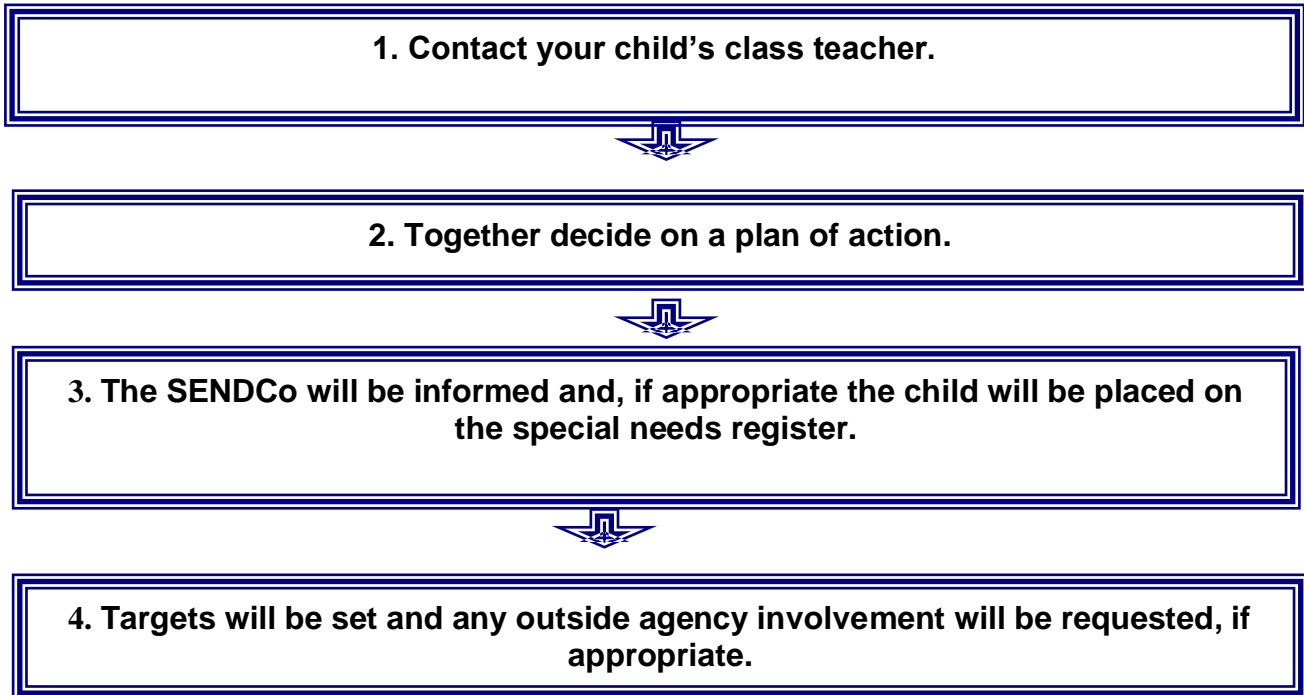 1. Contact your child’s class teacher.
2. Together decide on a plan of action.
3. The SENDCo will be informed and, if appropriate the child will be placed on
the special needs register.
4. Targets will be set and any outside agency involvement will be requested, if
appropriate.